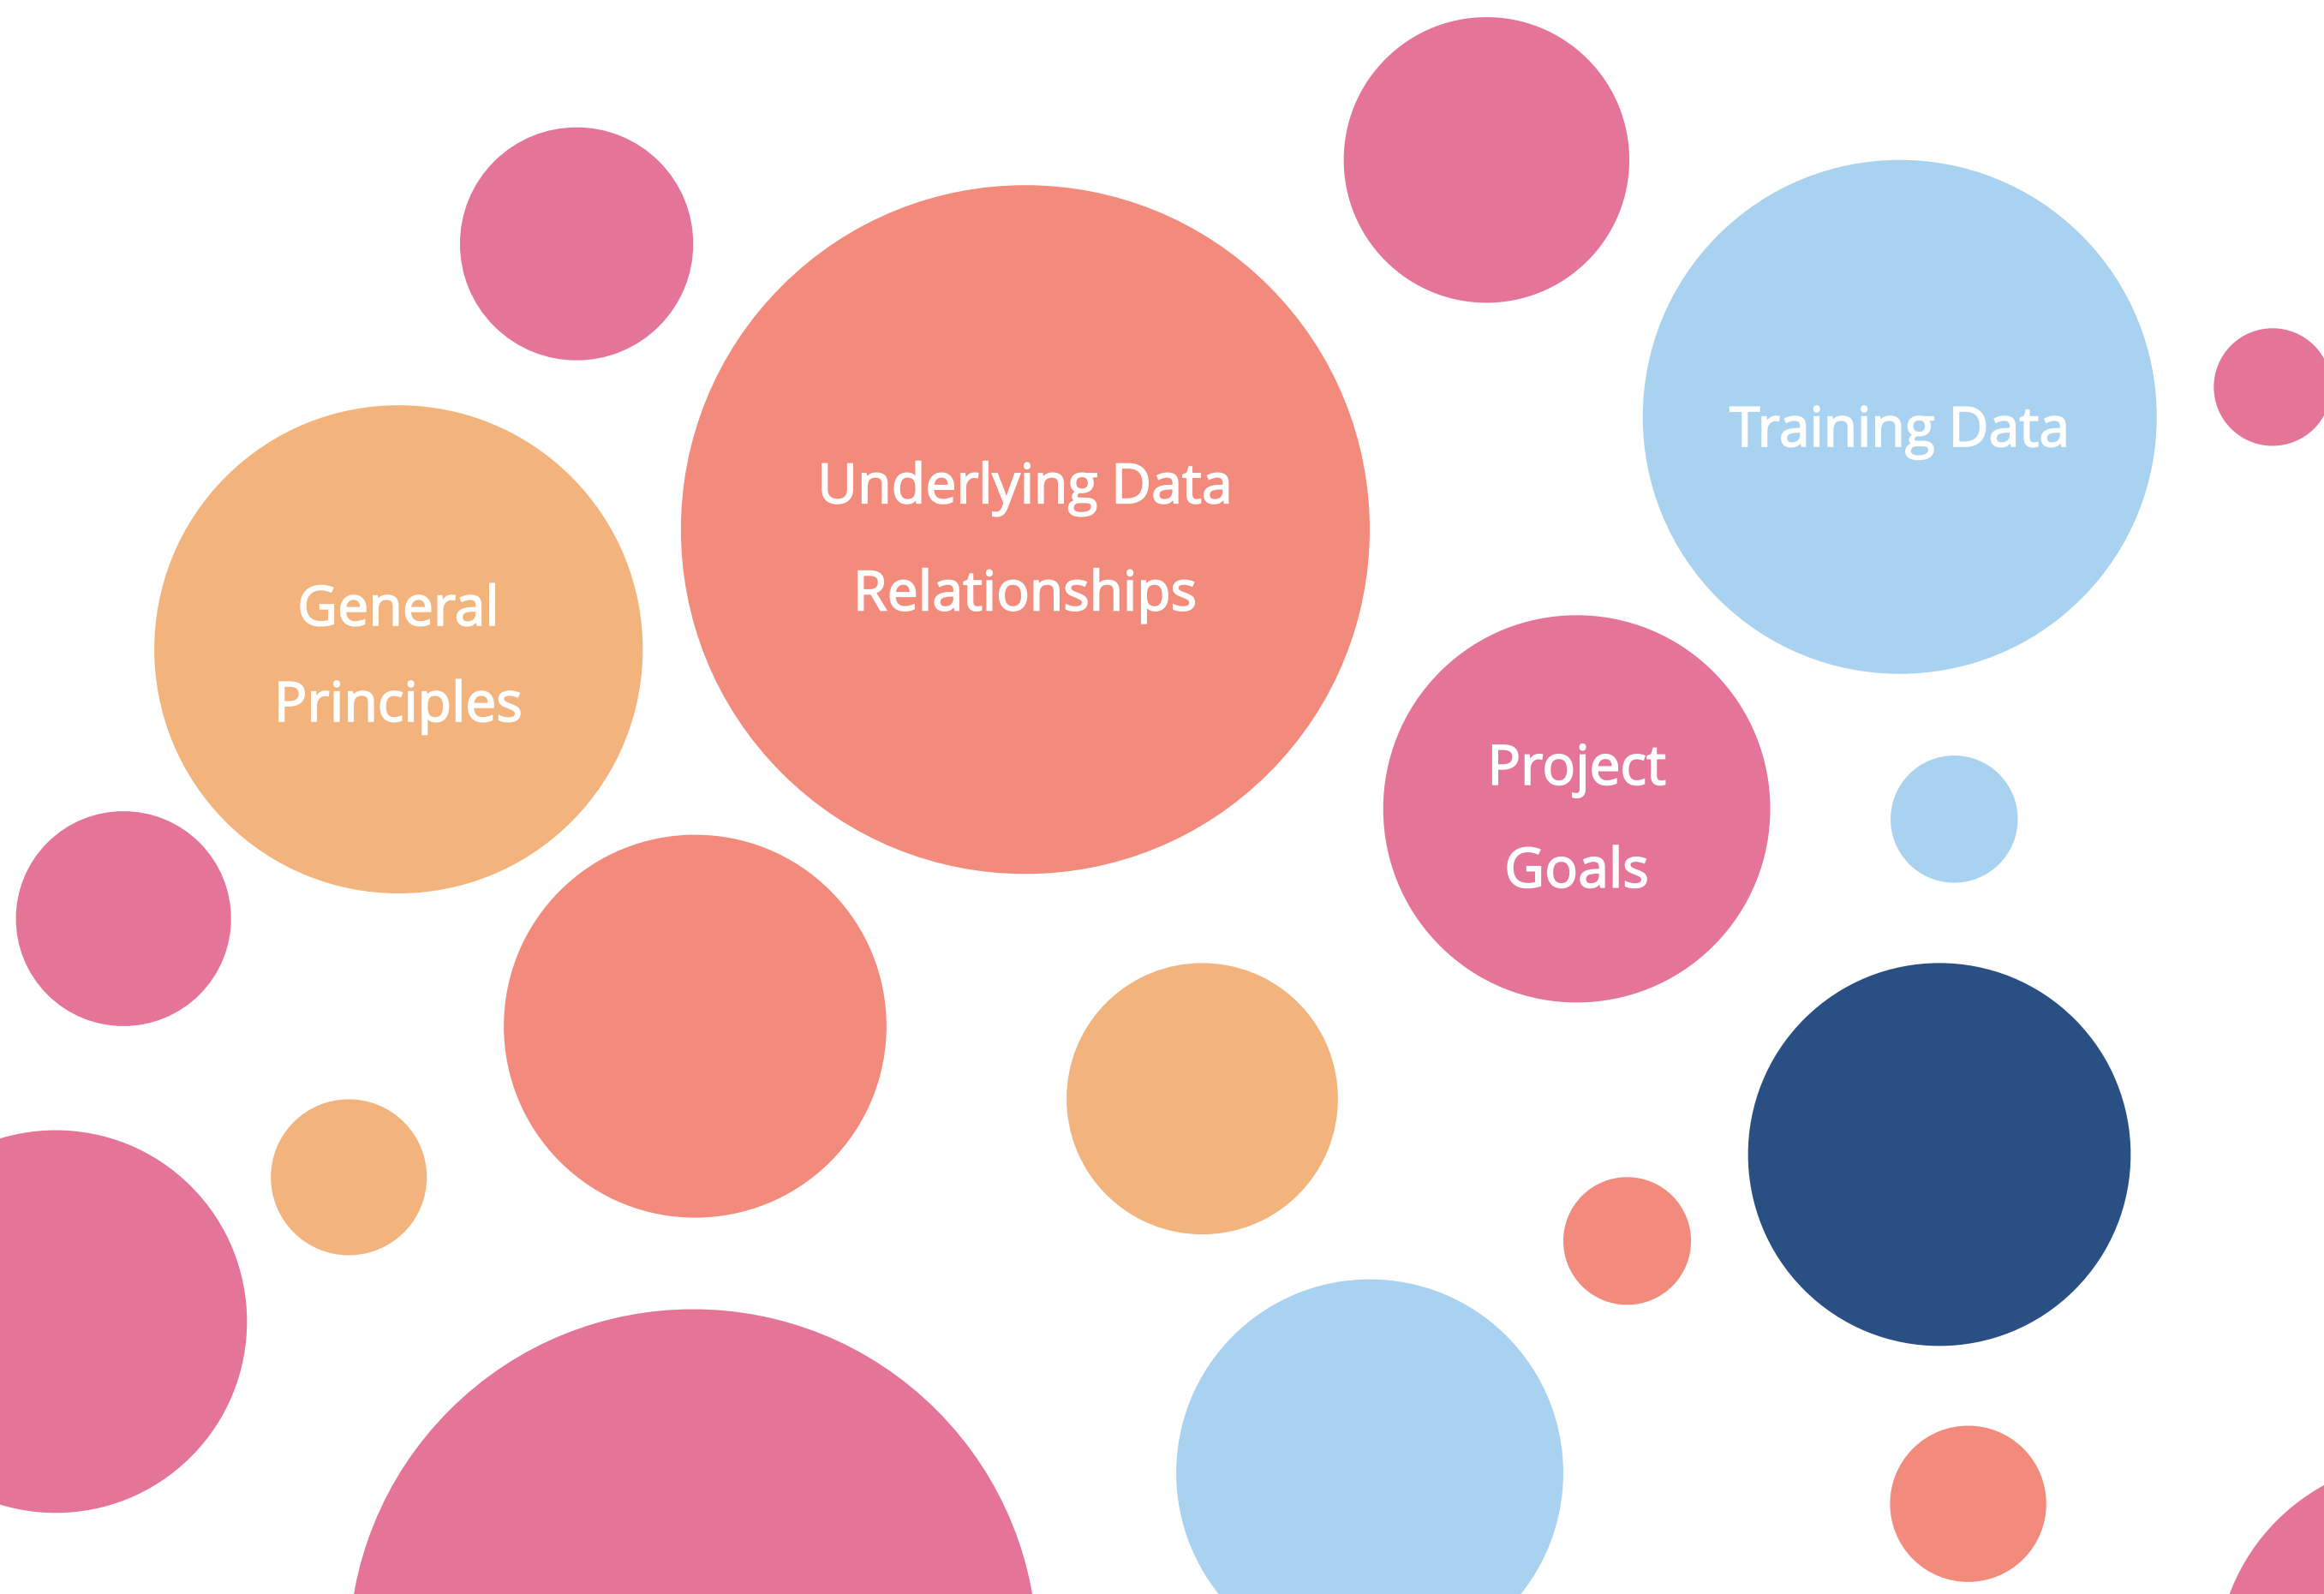 General
Principles
Underlying Data
Relationships
Project
Goals
Training Data